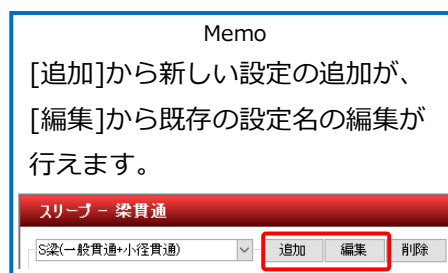 Memo
[追加]から新しい設定の追加が、
[編集]から既存の設定名の編集が
行えます。
スリーブ - 梁貫通
S梁(一般貫通+小径貫通) 追加 編集 削除